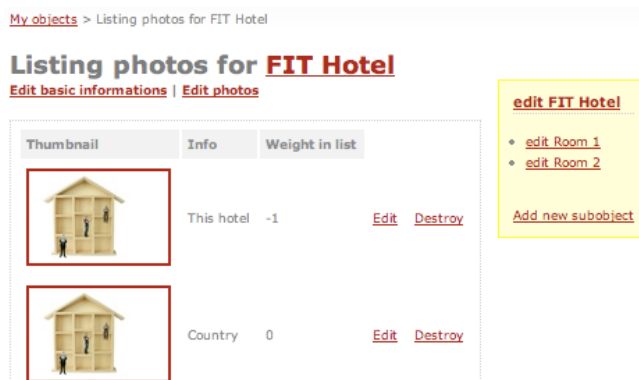 My objects > Listing photos for FIT Hotel
Listing photos for FIT Hotel
Edit basic informations | Edit photos
Thumbnail Info Weight in list
This hotel -1 Edit Destroy
Country 0 Edit Destroy
edit FIT Hotel
edit Room 1
edit Room 2
Add new subobject